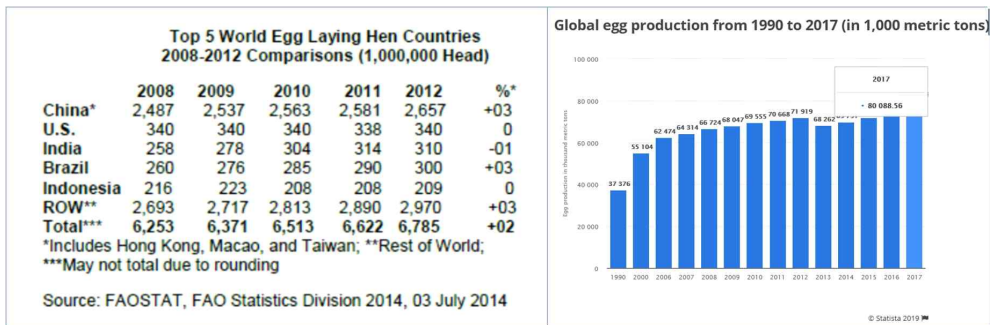 Top 5 World Egg Laying Hen Countries
2008-2012 Comparisons (1,000,000 Head)
2008 2009 2010 2011 2012 %*
China* 2,487 2,537 2,563 2,581 2,657 +03
U.S. 340 340 340 338 340 0
India 258 278 304 314 310 -01
Brazil 260 276 285 290 300 +03
Indonesia 216 223 208 208 209 0
ROW** 2,693 2,717 2,813 2,890 2,970 +03
Total*** 6,253 6,371 6,513 6,622 6,785 +02
*Includes Hong Kong, Macao, and Taiwan; **Rest of World;
***May not total due to rounding
Source: FAOSTAT, FAO Statistics Division 2014, 03 July 2014
Global egg production from 1990 to 2017 (in 1,000 metric tons)
Egg production in thousand metric tons
100 000
80 000
60 000
40 000
20 000
0
37 376
55 104
62 474
64 314
66 724
68 047
69 555
70 668
71 919
68 262
2017
• 80 088.56
1990 2000 2006 2007 2008 2009 2010 2011 2012 2013 2014 2015 2016 2017
© Statista 2019